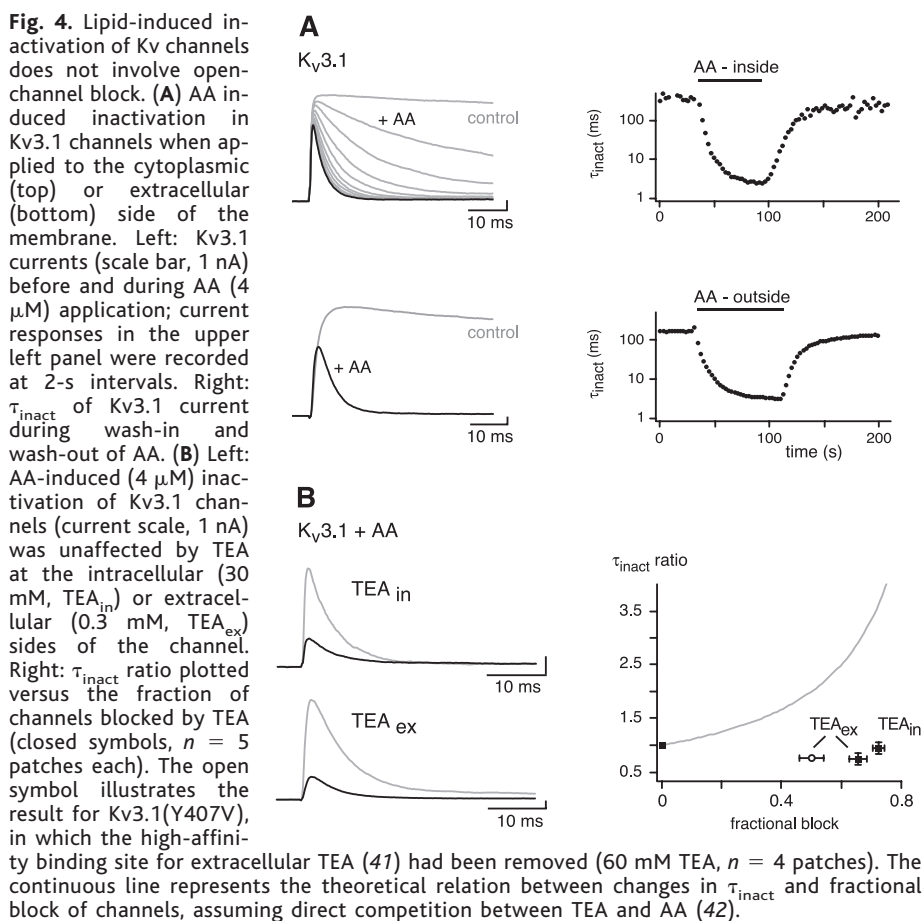 Fig. 4. Lipid-induced in-
activation of Kv channels
does not involve open-
channel block. (A) AA in-
duced inactivation in
Kv3.1 channels when ap-
plied to the cytoplasmic
(top) or extracellular
(bottom) side of the
membrane. Left: Kv3.1
currents (scale bar, 1 nA)
before and during AA (4
μM) application; current
responses in the upper
left panel were recorded
at 2-s intervals. Right:
τinact of Kv3.1 current
during wash-in and
wash-out of AA. (B) Left:
AA-induced (4 μM) inac-
tivation of Kv3.1 chan-
nels (current scale, 1 nA)
was unaffected by TEA
at the intracellular (30
mM, TEAin) or extracel-
lular (0.3 mM, TEAex)
sides of the channel.
Right: τinact ratio plotted
versus the fraction of
channels blocked by TEA
(closed symbols, n = 5
patches each). The open
symbol illustrates the
result for Kv3.1(Y407V),
in which the high-affini-
ty binding site for extracellular TEA (41) had been removed (60 mM TEA, n = 4 patches). The
continuous line represents the theoretical relation between changes in τinact and fractional
block of channels, assuming direct competition between TEA and AA (42).
A
Kv3.1
+ AA
control
10 ms
AA - inside
τinact (ms)
100
10
1
0
100
200
control
+ AA
10 ms
AA - outside
τinact (ms)
100
10
1
0
100
200
time (s)
B
Kv3.1 + AA
TEA in
10 ms
TEA ex
10 ms
τinact ratio
3.5
2.5
1.5
0.5
TEAex
TEAin
0
0.4
0.8
fractional block